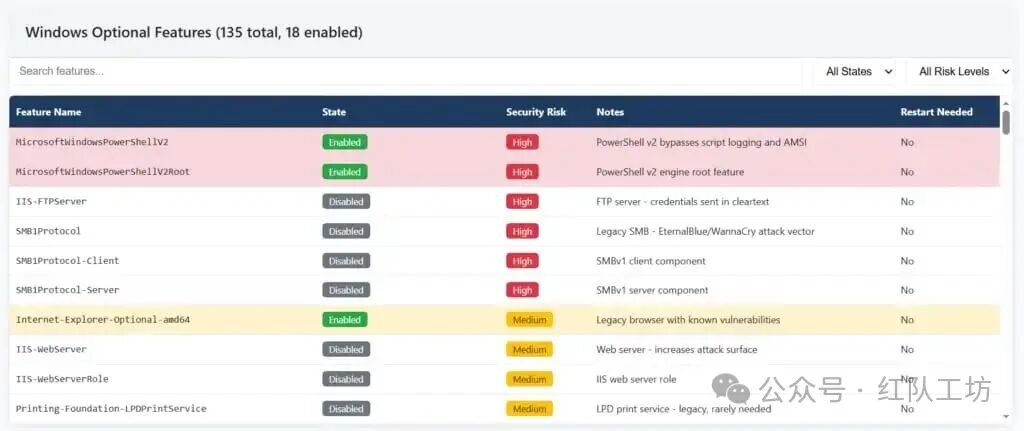 Windows Optional Features (135 total, 18 enabled)
Search features... All States All Risk Levels
Feature Name State Security Risk Notes Restart Needed
MicrosoftWindowsPowerShellV2 Enabled High PowerShell v2 bypasses script logging and AMSI No
MicrosoftWindowsPowerShellV2Root Enabled High PowerShell v2 engine root feature No
IIS-FTPServer Disabled High FTP server - credentials sent in cleartext No
SMB1Protocol Disabled High Legacy SMB - EternalBlue/WannaCry attack vector No
SMB1Protocol-Client Disabled High SMBv1 client component No
SMB1Protocol-Server Disabled High SMBv1 server component No
Internet-Explorer-Optional-amd64 Enabled Medium Legacy browser with known vulnerabilities No
IIS-WebServer Disabled Medium Web server - increases attack surface No
IIS-WebServerRole Disabled Medium IIS web server role No
Printing-Foundation-LPDPrintService Disabled Medium LPD print service - legacy, rarely needed No
公众号 · 红队工坊